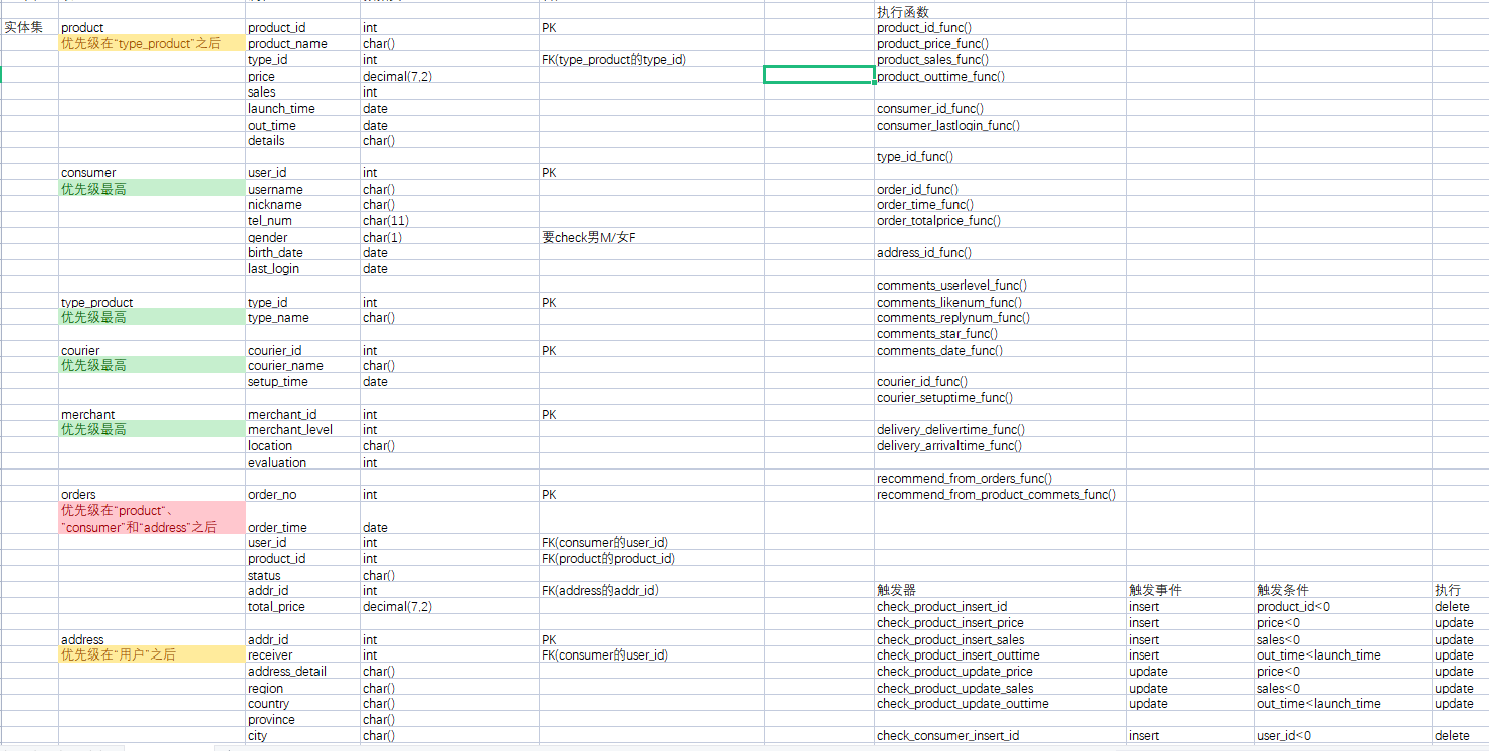 执行函数
实体集 product product_id int PK product_id_func()
优先级在“type_product”之后 product_name char() product_price_func()
type_id int FK(type_product的type_id) product_sales_func()
price decimal(7,2) product_outtime_func()
sales int
launch_time date consumer_id_func()
out_time date consumer_lastlogin_func()
details char()
type_id_func()
consumer user_id int PK
优先级最高 username char() order_id_func()
nickname char() order_time_func()
tel_num char(11) order_totalprice_func()
gender char(1) 要check男M/女F
birth_date date address_id_func()
last_login date
comments_userlevel_func()
type_product type_id int PK comments_likenum_func()
优先级最高 type_name char() comments_replynum_func()
comments_star_func()
courier courier_id int PK comments_date_func()
优先级最高 courier_name char()
setup_time date courier_id_func()
courier_setuptime_func()
merchant merchant_id int PK
优先级最高 merchant_level int delivery_delivertime_func()
location char() delivery_arrivaltime_func()
evaluation int
recommend_from_orders_func()
orders order_no int PK recommend_from_product_commets_func()
优先级在“product“、
”consumer”和“address”之后 order_time date
user_id int FK(consumer的user_id)
product_id int FK(product的product_id)
status char()
addr_id int FK(address的addr_id) 触发器 触发事件 触发条件 执行
total_price decimal(7,2) check_product_insert_id insert product_id<0 delete
check_product_insert_price insert price<0 update
address addr_id int PK check_product_insert_sales insert sales<0 update
优先级在“用户”之后 receiver int FK(consumer的user_id) check_product_insert_outtime insert out_time<launch_time update
address_detail char() check_product_update_price update price<0 update
region char() check_product_update_sales update sales<0 update
country char() check_product_update_outtime update out_time<launch_time update
province char()
city char() check_consumer_insert_id insert user_id<0 delete